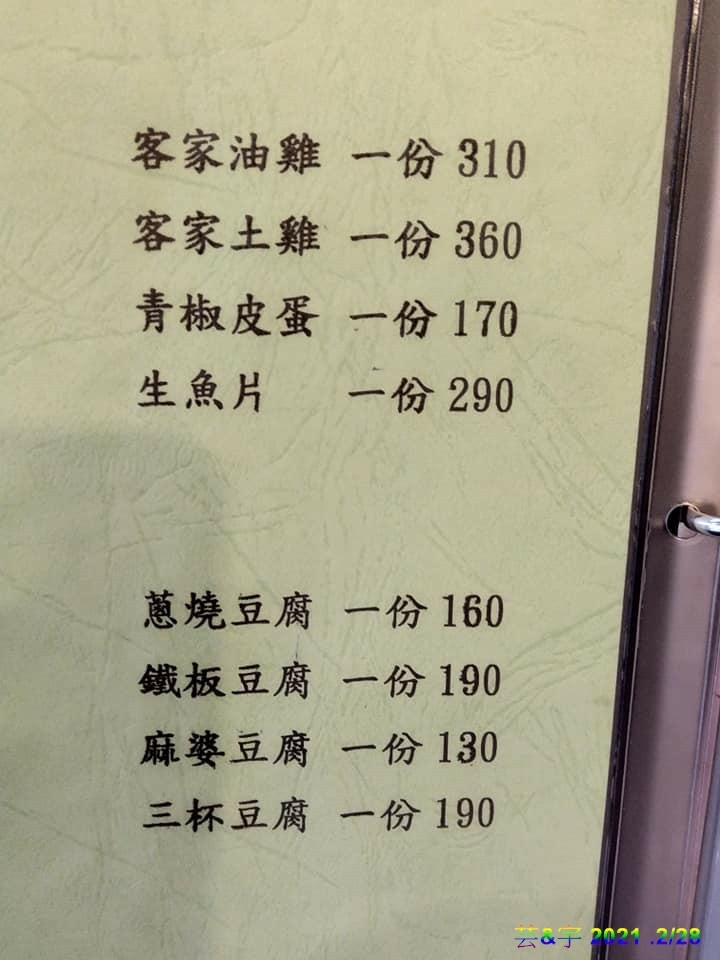 客家油雞 一份 310
客家土雞 一份 360
青椒皮蛋 一份 170
生魚片 一份 290
蔥燒豆腐 一份 160
鐵板豆腐 一份 190
麻婆豆腐 一份 130
三杯豆腐 一份 190
芸&宇 2021 .2/28